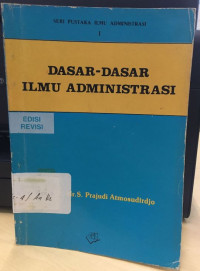 SERI PUSTAKA ILMU ADMINISTRASI
I
DASAR-DASAR
ILMU ADMINISTRASI
EDISI
REVISI
r.S. Prajudi Atmosudirdjo